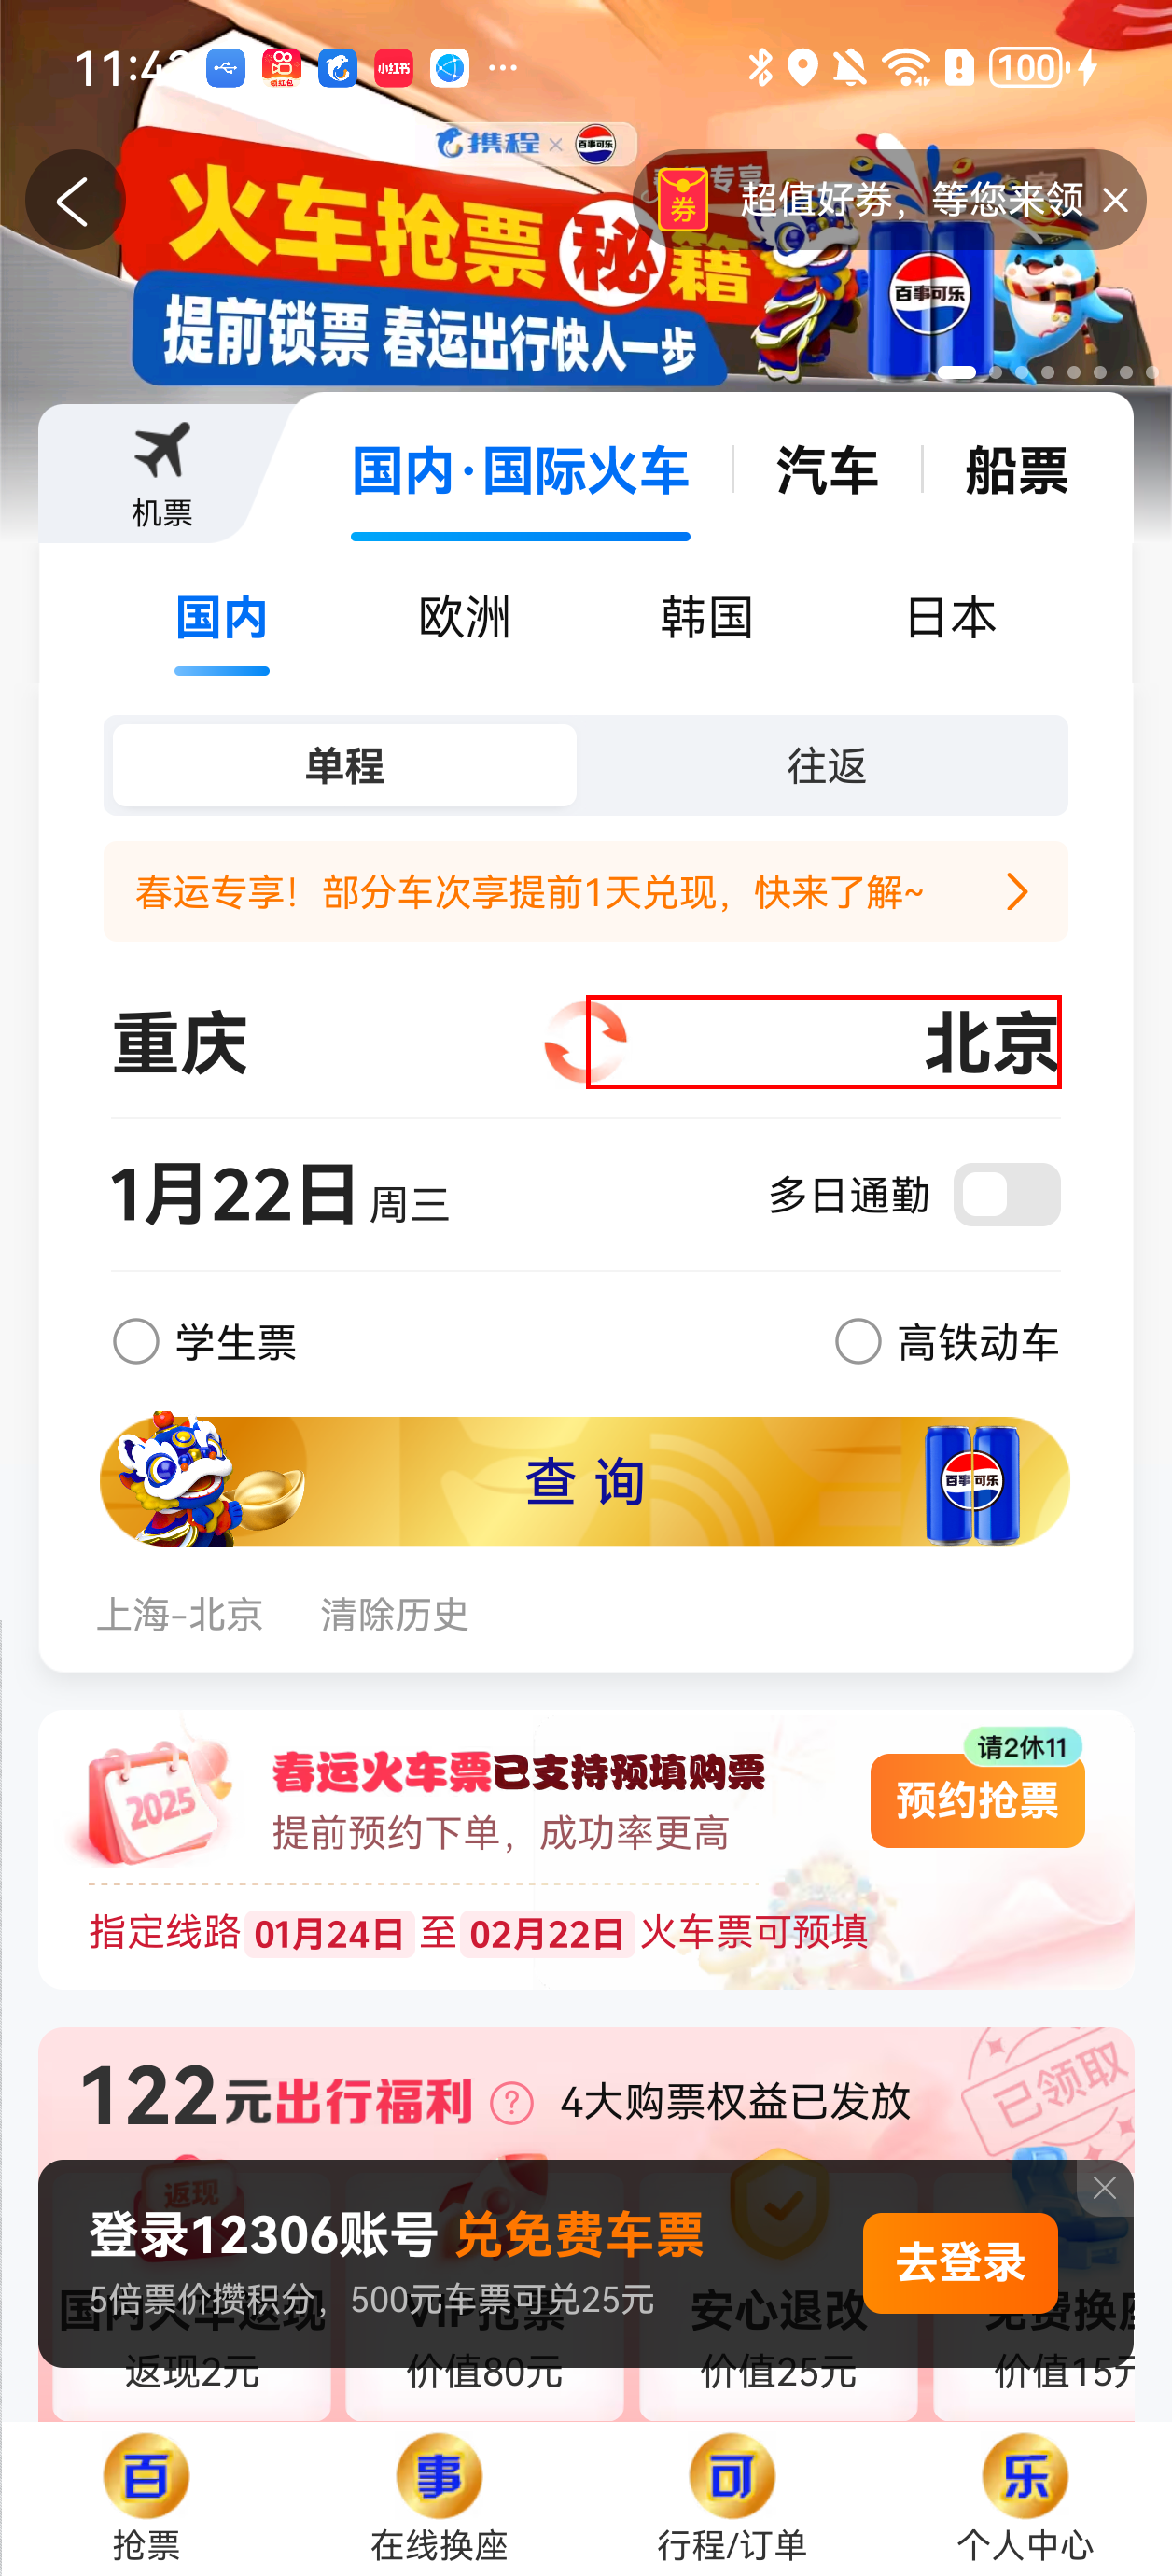 小红书
100
携程 × 百事可乐
火车抢票秘籍
券 超值好券，等您来领
提前锁票 春运出行快人一步
百事可乐
机票
国内·国际火车 汽车 船票
国内 欧洲 韩国 日本
单程 往返
春运专享！部分车次享提前1天兑现，快来了解~
重庆 北京
1月22日 周三 多日通勤
学生票 高铁动车
查 询
百事可乐
上海-北京 清除历史
请2休11
春运火车票已支持预填购票
2025
预约抢票
提前预约下单，成功率更高
指定线路 01月24日 至 02月22日 火车票可预填
122元出行福利 ? 4大购票权益已发放
已领取
返现
登录12306账号 兑免费车票
去登录
5倍票价攒积分，500元车票可兑25元
安心退改
返现2元 价值80元 价值25元 价值15元
百 事 可 乐
抢票 在线换座 行程/订单 个人中心